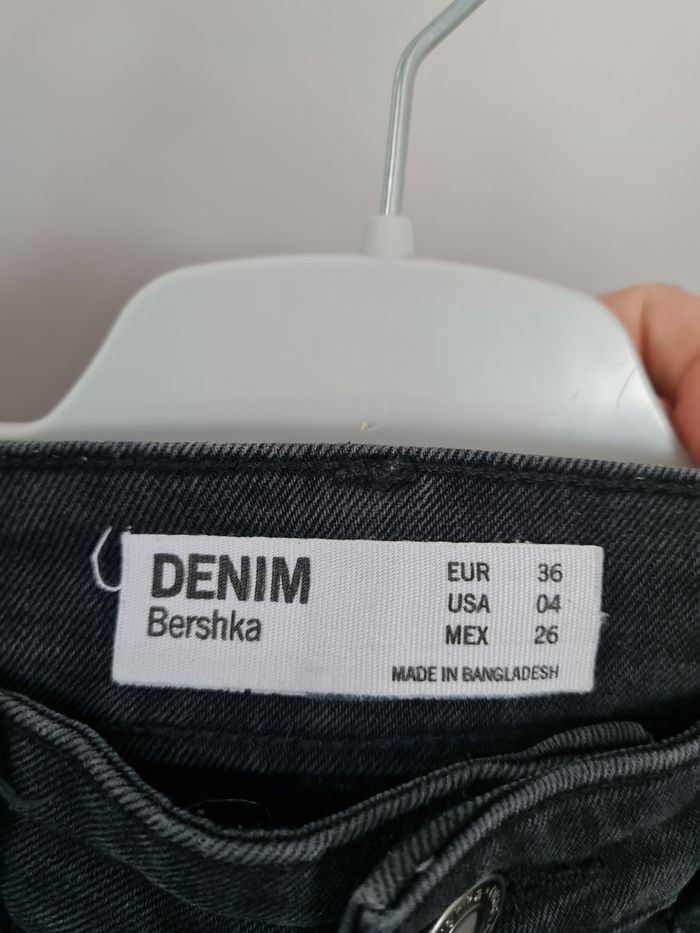 DENIM
Bershka
EUR 36
USA 04
MEX 26
MADE IN BANGLADESH